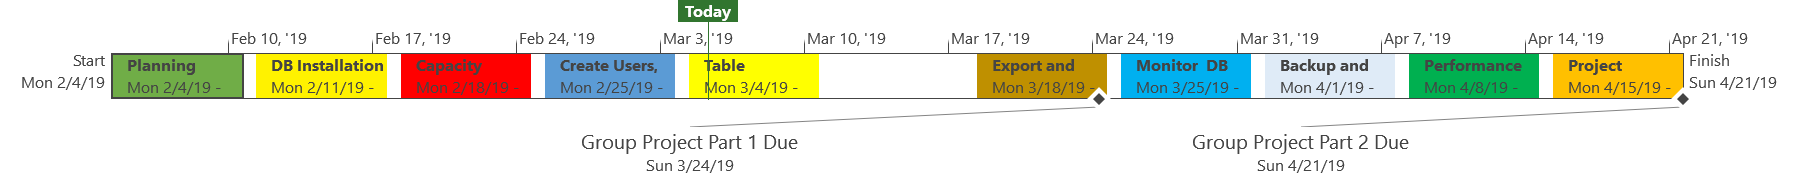 Today
Feb 10, '19
Feb 17, '19
Feb 24, '19
Mar 3, '19
Mar 10, '19
Mar 17, '19
Mar 24, '19
Mar 31, '19
Apr 7, '19
Apr 14, '19
Apr 21, '19
Start
Mon 2/4/19
Planning
Mon 2/4/19 -
DB Installation
Mon 2/11/19 -
Capacity
Mon 2/18/19 -
Create Users,
Mon 2/25/19 -
Table
Mon 3/4/19 -
Export and
Mon 3/18/19 -
Monitor  DB
Mon 3/25/19 -
Backup and
Mon 4/1/19 -
Performance
Mon 4/8/19 -
Project
Mon 4/15/19 -
Finish
Sun 4/21/19
Group Project Part 1 Due
Sun 3/24/19
Group Project Part 2 Due
Sun 4/21/19